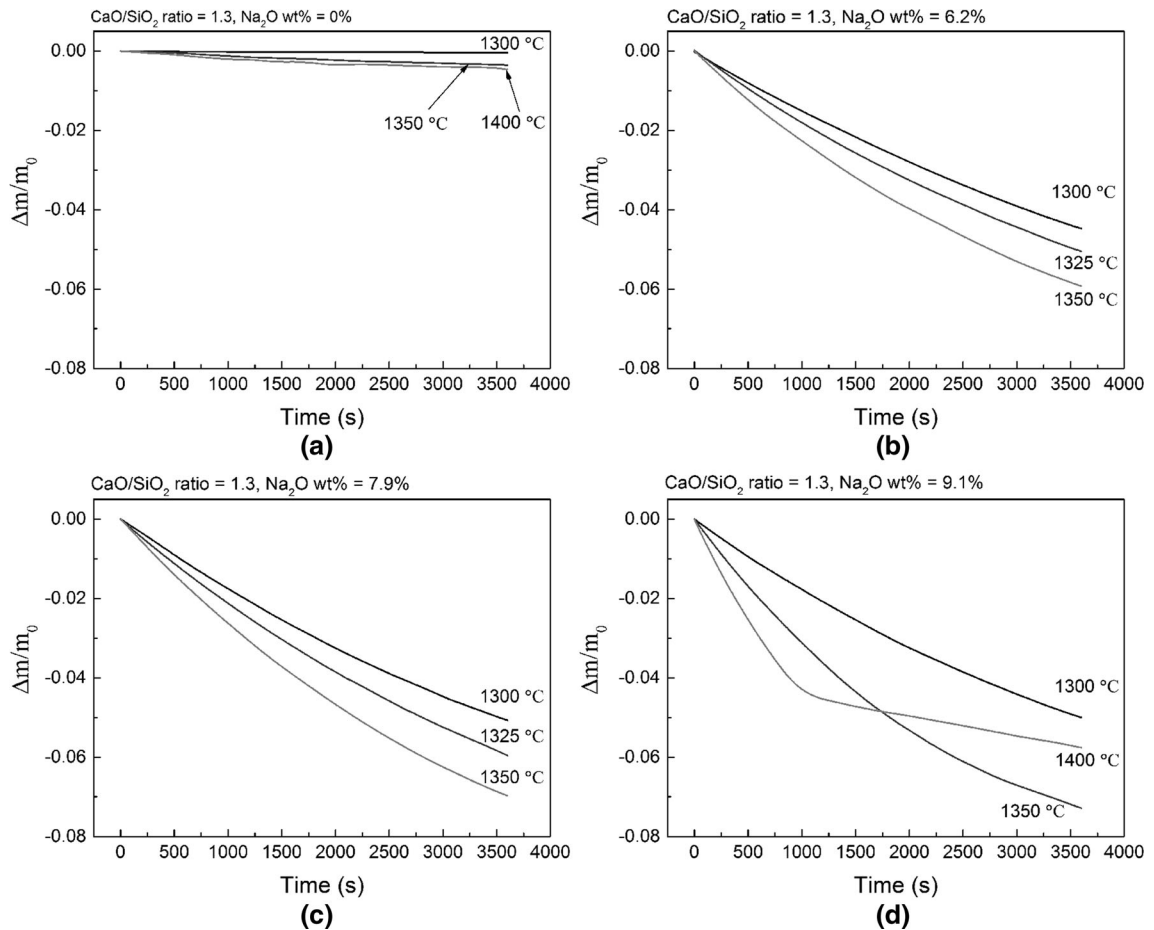 CaO/SiO₂ ratio = 1.3, Na₂O wt% = 0%
0.00
-0.02
-0.04
-0.06
-0.08
Δm/m₀
1300 °C
1350 °C
1400 °C
0 500 1000 1500 2000 2500 3000 3500 4000
Time (s)
(a)
CaO/SiO₂ ratio = 1.3, Na₂O wt% = 6.2%
0.00
-0.02
-0.04
-0.06
-0.08
Δm/m₀
1300 °C
1325 °C
1350 °C
0 500 1000 1500 2000 2500 3000 3500 4000
Time (s)
(b)
CaO/SiO₂ ratio = 1.3, Na₂O wt% = 7.9%
0.00
-0.02
-0.04
-0.06
-0.08
Δm/m₀
1300 °C
1325 °C
1350 °C
0 500 1000 1500 2000 2500 3000 3500 4000
Time (s)
(c)
CaO/SiO₂ ratio = 1.3, Na₂O wt% = 9.1%
0.00
-0.02
-0.04
-0.06
-0.08
Δm/m₀
1300 °C
1400 °C
1350 °C
0 500 1000 1500 2000 2500 3000 3500 4000
Time (s)
(d)